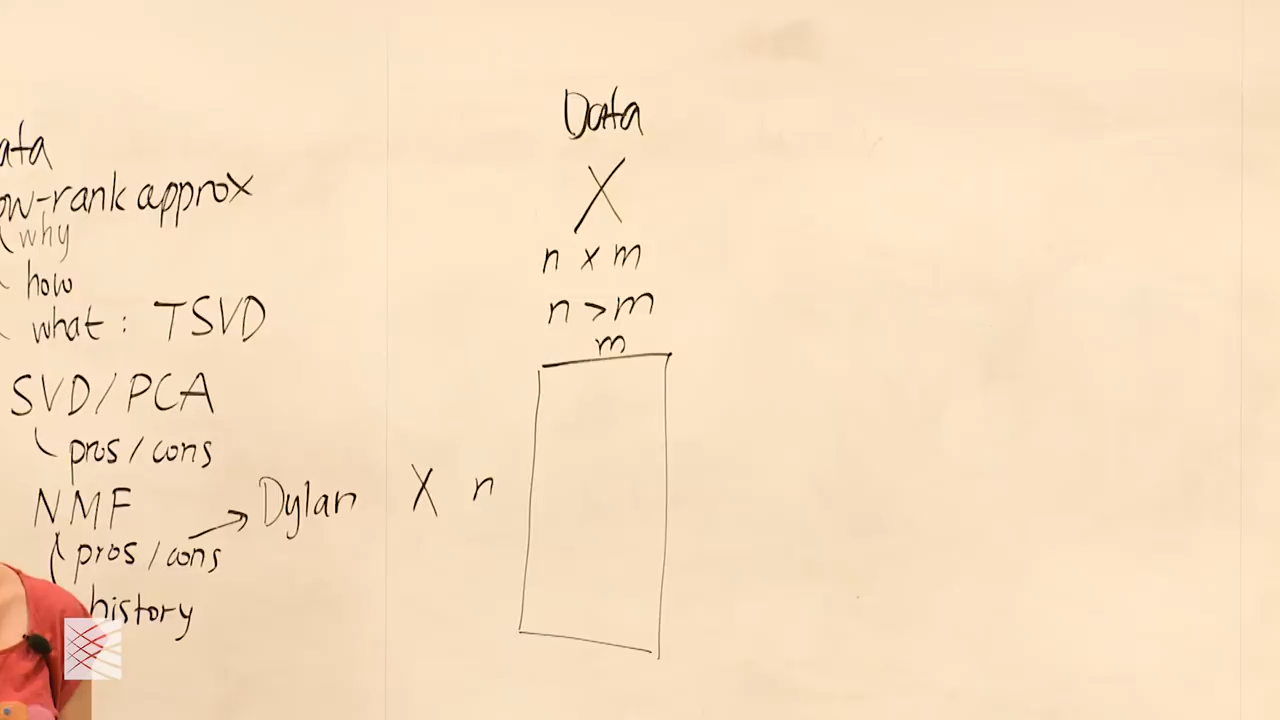 ata
ow-rank approx
why
how
what: TSVD
SVD/PCA
pros/cons
NMF
→ Dylan
pros/cons
history
Data
X
n x m
n > m
m
X n